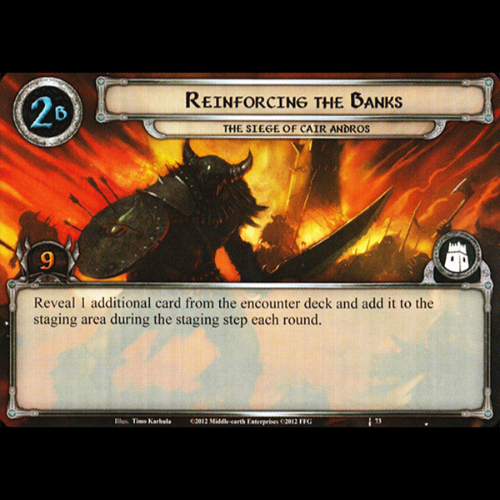 2B
REINFORCING THE BANKS
THE SIEGE OF CAIR ANDROS
9
Reveal 1 additional card from the encounter deck and add it to the
staging area during the staging step each round.
Illus. Timo Karhula ©2012 Middle-earth Enterprises ©2012 FFG 73